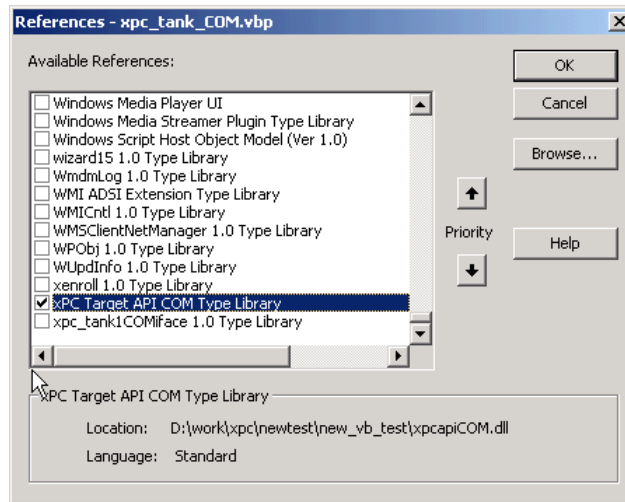 References - xpc_tank_COM.vbp
Available References:
OK
Windows Media Player UI
Windows Media Streamer Plugin Type Library
Cancel
Windows Script Host Object Model (Ver 1.0)
wizard15 1.0 Type Library
Browse...
WmdmLog 1.0 Type Library
WMI ADSI Extension Type Library
WMICntl 1.0 Type Library
WMSClientNetManager 1.0 Type Library
Priority
WPObj 1.0 Type Library
Help
WUpdInfo 1.0 Type Library
xenroll 1.0 Type Library
xPC Target API COM Type Library
xpc_tank1COMiface 1.0 Type Library
xPC Target API COM Type Library
Location: D:\work\xpc\newtest\new_vb_test\xpcapiCOM.dll
Language: Standard